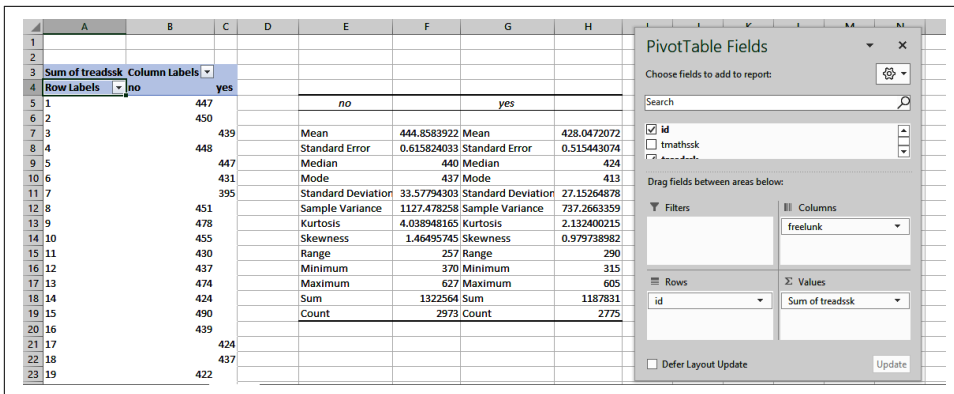 A B C D E F G H
1
2
3 Sum of treadssk Column Labels
4 Row Labels no yes
5 1 447 no yes
6 2 450
7 3 439 Mean 444.8583922 Mean 428.0472072
8 4 448 Standard Error 0.615824033 Standard Error 0.515443074
9 5 447 Median 440 Median 424
10 6 431 Mode 437 Mode 413
11 7 395 Standard Deviation 33.57794303 Standard Deviation 27.15264878
12 8 451 Sample Variance 1127.478258 Sample Variance 737.2663359
13 9 478 Kurtosis 4.038948165 Kurtosis 2.132400215
14 10 455 Skewness 1.46495745 Skewness 0.979738982
15 11 430 Range 257 Range 290
16 12 437 Minimum 370 Minimum 315
17 13 474 Maximum 627 Maximum 605
18 14 424 Sum 1322564 Sum 1187831
19 15 490 Count 2973 Count 2775
20 16 439
21 17 424
22 18 437
23 19 422
PivotTable Fields
Choose fields to add to report:
Search
id
tmathssk
Drag fields between areas below:
Filters
Columns
freelunk
Rows
Σ Values
id
Sum of treadssk
Defer Layout Update
Update